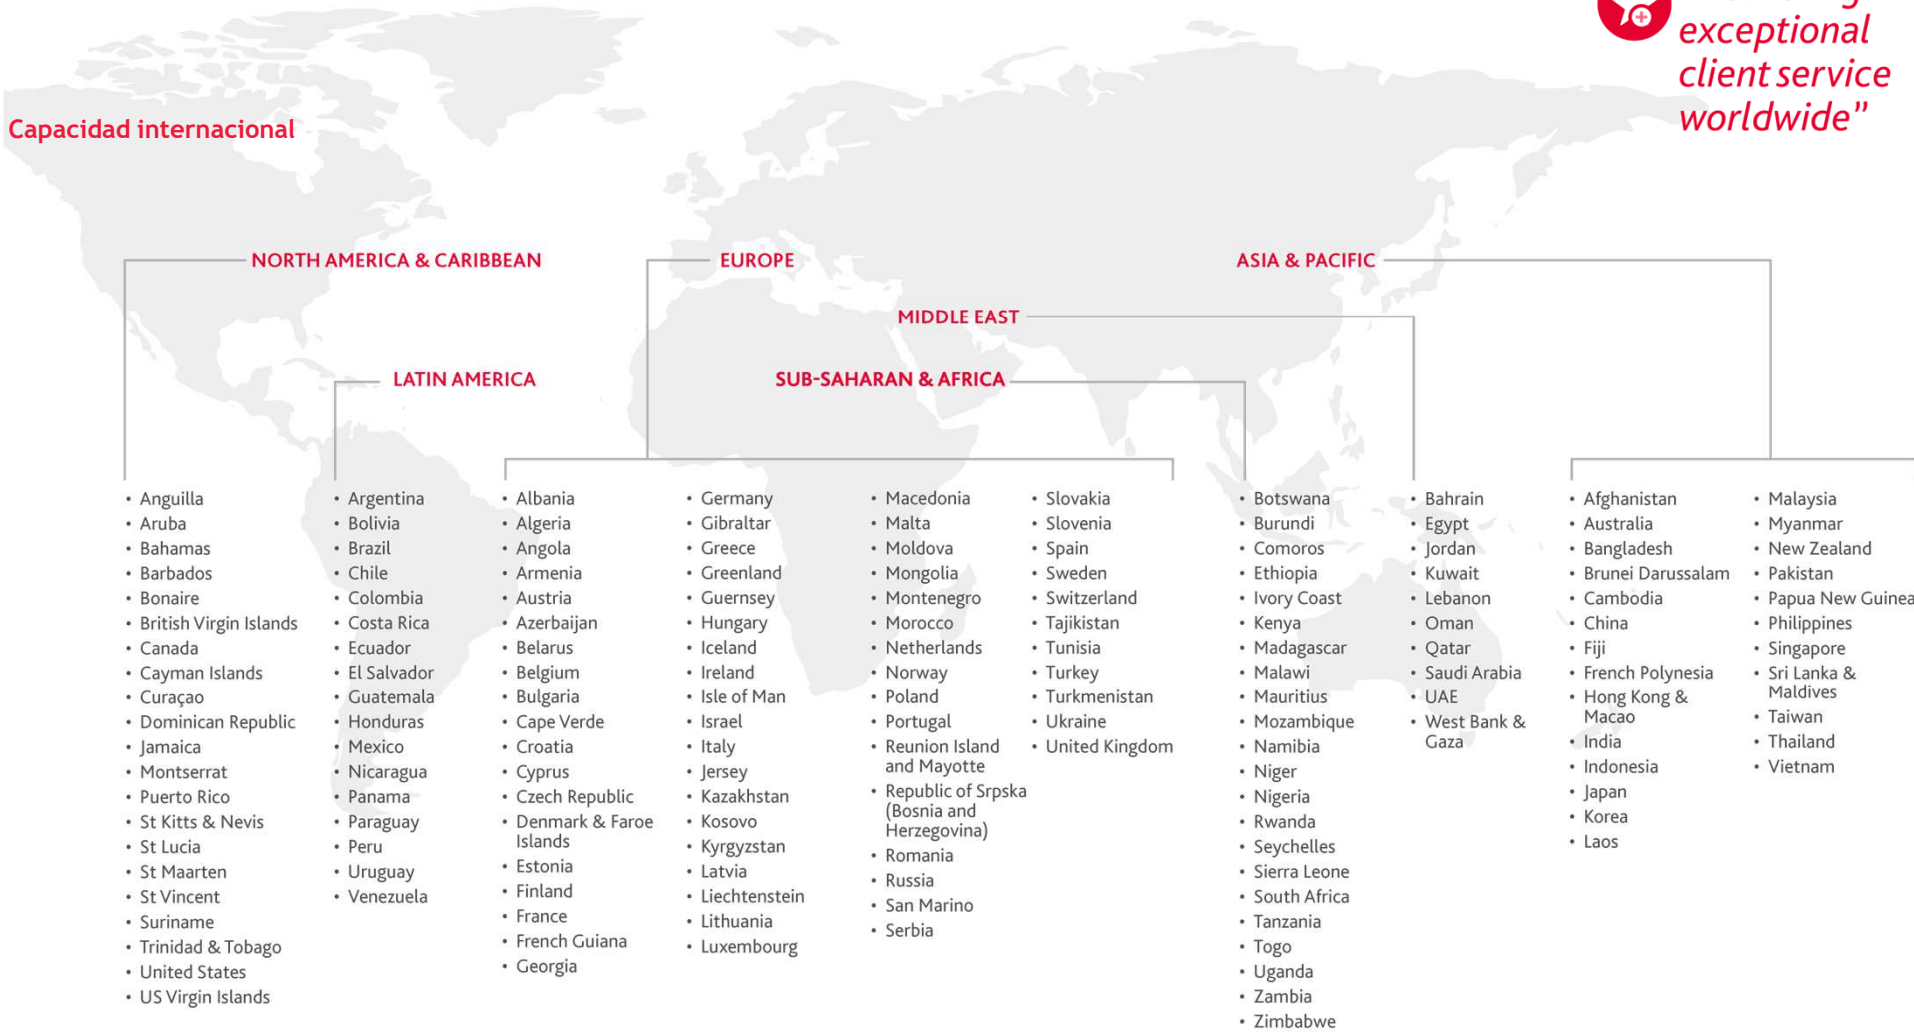 exceptional
client service
worldwide”
Capacidad internacional
NORTH AMERICA & CARIBBEAN
EUROPE
ASIA & PACIFIC
MIDDLE EAST
LATIN AMERICA
SUB-SAHARAN & AFRICA
• Anguilla
• Aruba
• Bahamas
• Barbados
• Bonaire
• British Virgin Islands
• Canada
• Cayman Islands
• Curaçao
• Dominican Republic
• Jamaica
• Montserrat
• Puerto Rico
• St Kitts & Nevis
• St Lucia
• St Maarten
• St Vincent
• Suriname
• Trinidad & Tobago
• United States
• US Virgin Islands
• Argentina
• Bolivia
• Brazil
• Chile
• Colombia
• Costa Rica
• Ecuador
• El Salvador
• Guatemala
• Honduras
• Mexico
• Nicaragua
• Panama
• Paraguay
• Peru
• Uruguay
• Venezuela
• Albania
• Algeria
• Angola
• Armenia
• Austria
• Azerbaijan
• Belarus
• Belgium
• Bulgaria
• Cape Verde
• Croatia
• Cyprus
• Czech Republic
• Denmark & Faroe
Islands
• Estonia
• Finland
• France
• French Guiana
• Georgia
• Germany
• Gibraltar
• Greece
• Greenland
• Guernsey
• Hungary
• Iceland
• Ireland
• Isle of Man
• Israel
• Italy
• Jersey
• Kazakhstan
• Kosovo
• Kyrgyzstan
• Latvia
• Liechtenstein
• Lithuania
• Luxembourg
• Macedonia
• Malta
• Moldova
• Mongolia
• Montenegro
• Morocco
• Netherlands
• Norway
• Poland
• Portugal
• Reunion Island
and Mayotte
• Republic of Srpska
(Bosnia and
Herzegovina)
• Romania
• Russia
• San Marino
• Serbia
• Slovakia
• Slovenia
• Spain
• Sweden
• Switzerland
• Tajikistan
• Tunisia
• Turkey
• Turkmenistan
• Ukraine
• United Kingdom
• Botswana
• Burundi
• Comoros
• Ethiopia
• Ivory Coast
• Kenya
• Madagascar
• Malawi
• Mauritius
• Mozambique
• Namibia
• Niger
• Nigeria
• Rwanda
• Seychelles
• Sierra Leone
• South Africa
• Tanzania
• Togo
• Uganda
• Zambia
• Zimbabwe
• Bahrain
• Egypt
• Jordan
• Kuwait
• Lebanon
• Oman
• Qatar
• Saudi Arabia
• UAE
• West Bank &
Gaza
• Afghanistan
• Australia
• Bangladesh
• Brunei Darussalam
• Cambodia
• China
• Fiji
• French Polynesia
• Hong Kong &
Macao
• India
• Indonesia
• Japan
• Korea
• Laos
• Malaysia
• Myanmar
• New Zealand
• Pakistan
• Papua New Guinea
• Philippines
• Singapore
• Sri Lanka &
Maldives
• Taiwan
• Thailand
• Vietnam